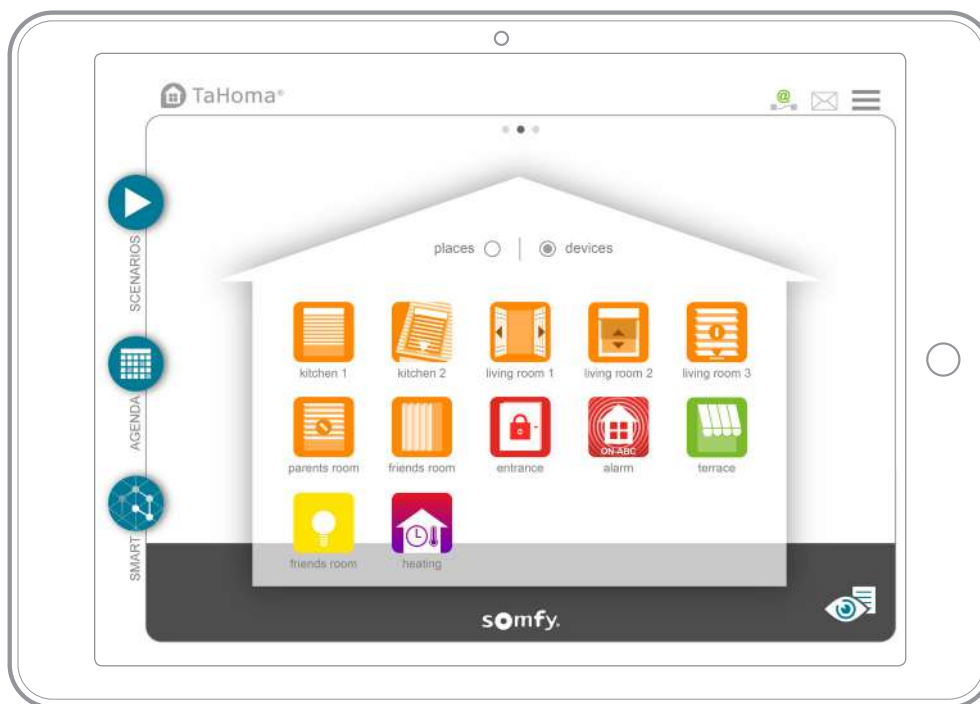 TaHoma®
@
places devices
SCENARIOS
kitchen 1 kitchen 2 living room 1 living room 2 living room 3
AGENDA
ON ABC
parents room friends room entrance alarm terrace
SMART
friends room heating
somfy.